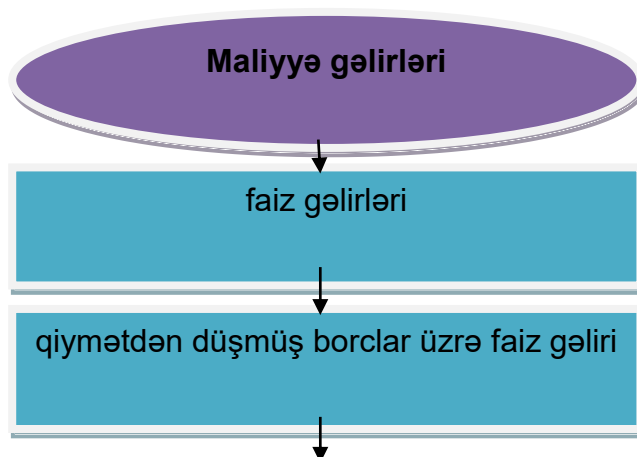 Maliyyə gəlirləri
faiz gəlirləri
qiymətdən düşmüş borclar üzrə faiz gəliri